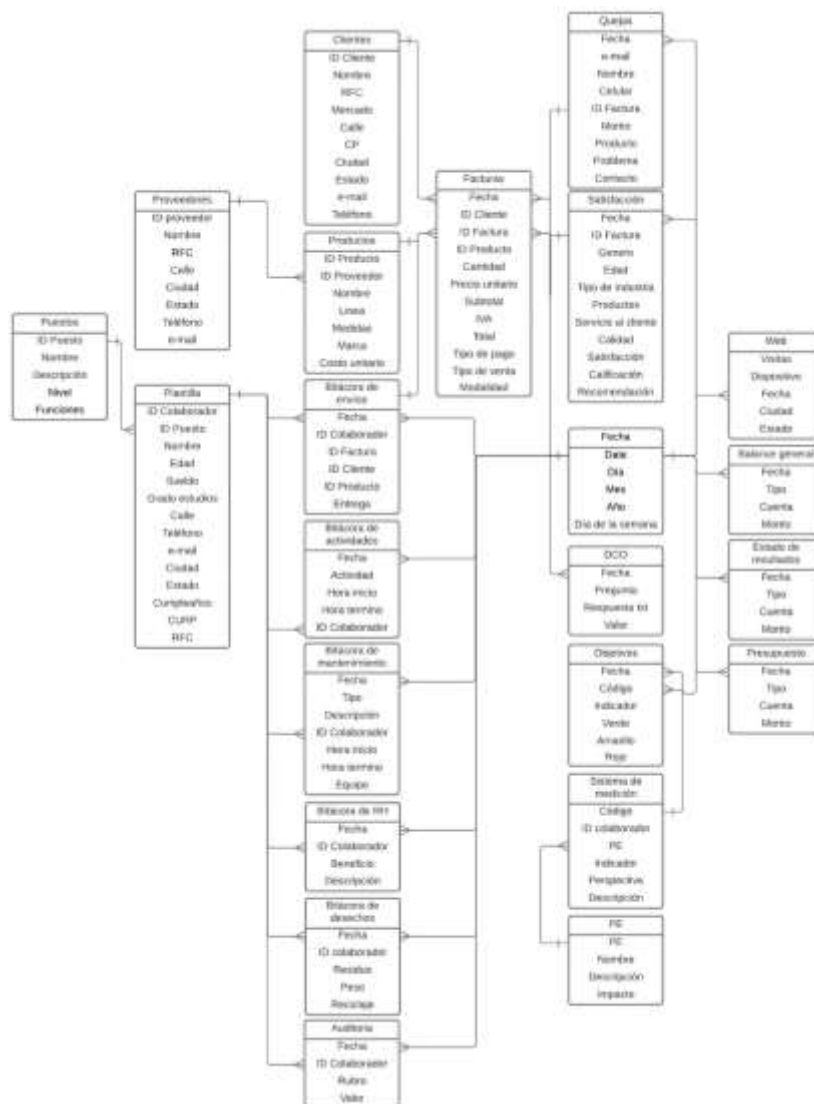 Puestos
ID Puesto
Nombre
Descripción
Nivel
Funciones
Proveedores
ID proveedor
Nombre
RFC
Calle
Ciudad
Estado
Teléfono
e-mail
Plantilla
ID Colaborador
ID Puesto
Nombre
Edad
Sueldo
Grado estudios
Calle
Teléfono
e-mail
Ciudad
Estado
Cumpleaños
CURP
RFC
Clientes
ID Cliente
Nombre
RFC
Mercado
Calle
CP
Ciudad
Estado
e-mail
Teléfono
Productos
ID Producto
ID Proveedor
Nombre
Linea
Medidas
Marca
Costo unitario
Bitácora de
envíos
Fecha
ID Colaborador
ID Factura
ID Cliente
ID Producto
Entrega
Bitácora de
actividades
Fecha
Actividad
Hora inicio
Hora termino
ID Colaborador
Bitácora de
mantenimiento
Fecha
Tipo
Descripción
ID Colaborador
Hora inicio
Hora termino
Equipo
Bitácora de RH
Fecha
ID Colaborador
Beneficio
Descripción
Bitácora de
desechos
Fecha
ID colaborador
Residuo
Peso
Reciclaje
Auditoria
Fecha
ID Colaborador
Rubro
Valor
Facturas
Fecha
ID Cliente
ID Factura
ID Producto
Cantidad
Precio unitario
Subtotal
IVA
Total
Tipo de pago
Tipo de venta
Modalidad
Quejas
Fecha
e-mail
Nombre
Celular
ID Factura
Monto
Producto
Problema
Contacto
Satisfacción
Fecha
ID Factura
Genero
Edad
Tipo de industria
Productos
Servicio al cliente
Calidad
Satisfacción
Calificación
Recomendación
Fecha
Date
Día
Mes
Año
Día de la semana
DCO
Fecha
Pregunta
Respuesta txt
Valor
Objetivos
Fecha
Código
Indicador
Verde
Amarillo
Rojo
Sistema de
medición
Código
ID colaborador
PE
Indicador
Perspectiva
Descripción
PE
PE
Nombre
Descripción
Impacto
Web
Visitas
Dispositivo
Fecha
Ciudad
Estado
Balance general
Fecha
Tipo
Cuenta
Monto
Estado de
resultados
Fecha
Tipo
Cuenta
Monto
Presupuesto
Fecha
Tipo
Cuenta
Monto